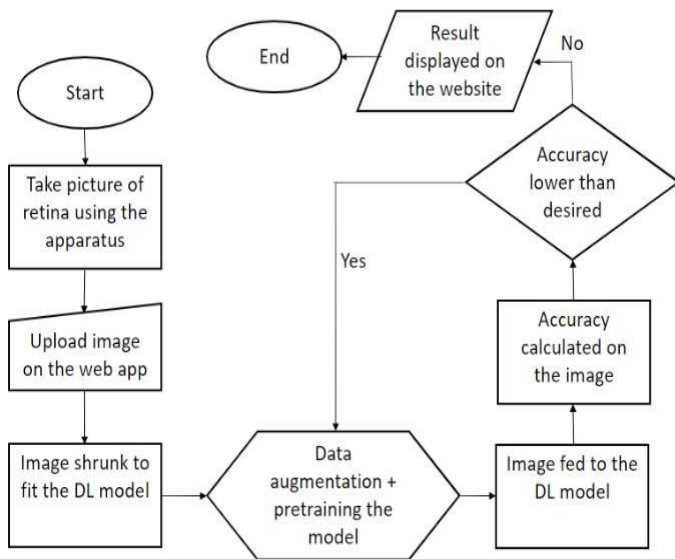 Start
Take picture of
retina using the
apparatus
Upload image
on the web app
Image shrunk to
fit the DL model
Data
augmentation +
pretraining the
model
Image fed to the
DL model
Accuracy
calculated on
the image
Accuracy
lower than
desired
Yes
No
Result
displayed on
the website
End